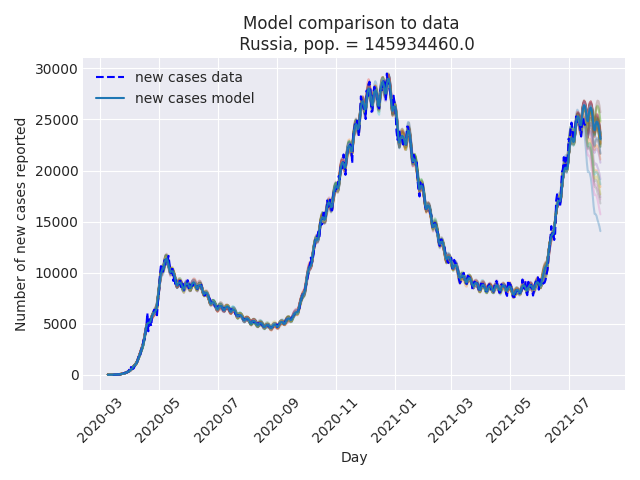 Model comparison to data
Russia, pop. = 145934460.0
new cases data
new cases model
Number of new cases reported
30000
25000
20000
15000
10000
5000
0
2020-03
2020-05
2020-07
2020-09
2020-11
2021-01
2021-03
2021-05
2021-07
Day